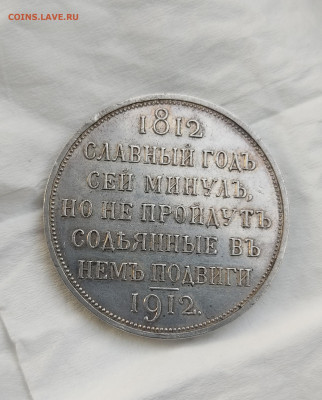 COINS.LAVE.RU
1812
СЛАВНЫЙ ГОДЪ
СЕЙ МИНУЛЪ,
НО НЕ ПРОЙДУТЪ
СОДѢЯННЫЕ ВЪ
НЕМЪ ПОДВИГИ
1912.